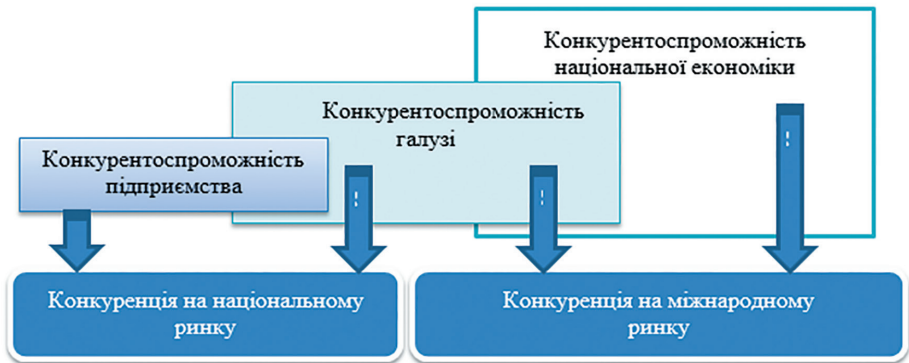 Конкурентоспроможність
національної економіки
Конкурентоспроможність
галузі
Конкурентоспроможність
підприємства
!
!
!
Конкуренція на національному
ринку
Конкуренція на міжнародному
ринку